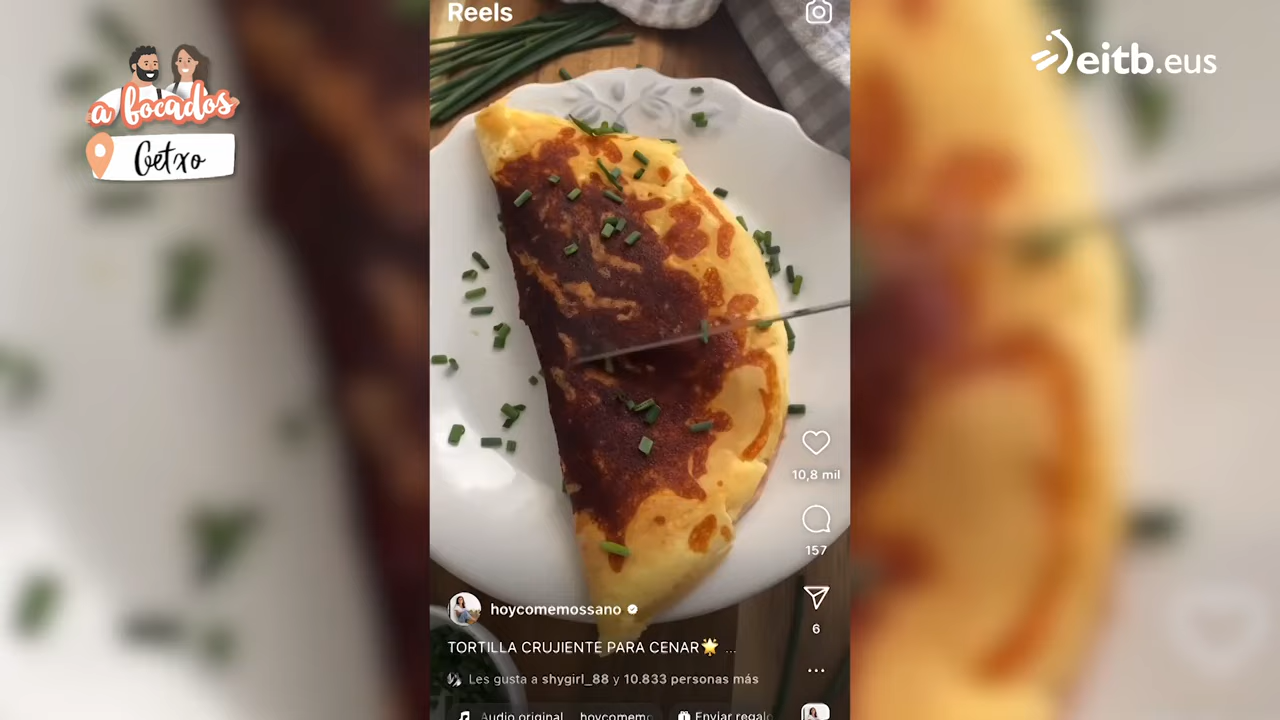 Reels
a bocados
Getxo
eitb.eus
10,8 mil
157
6
hoycomemossano
TORTILLA CRUJIENTE PARA CENAR🌟 ...
Les gusta a shygirl_88 y 10.833 personas más
Audio original hoycomemo
Enviar regalo